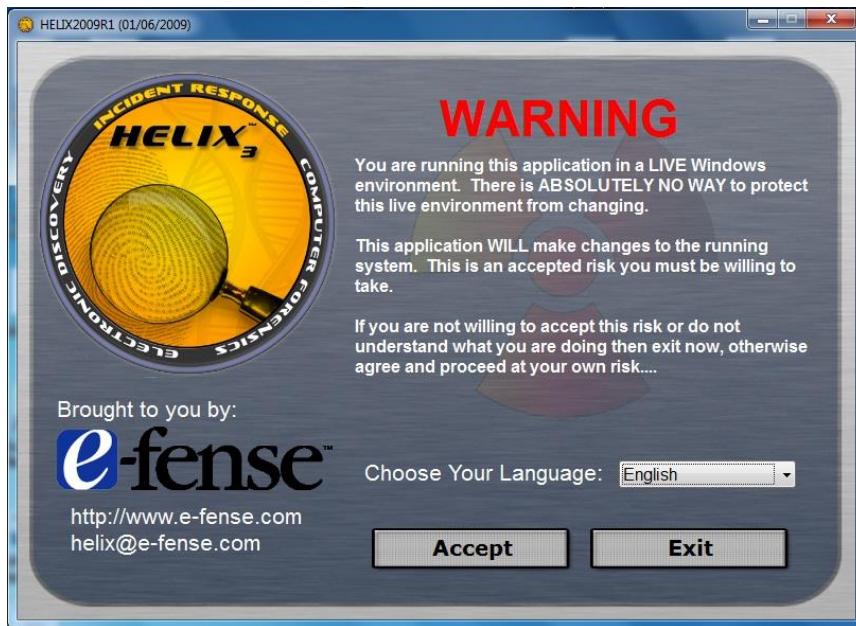 HELIX2009R1 (01/06/2009)
INCIDENT RESPONSE
COMPUTER FORENSICS
ELECTRONIC DISCOVERY
HELIX™
3
WARNING
You are running this application in a LIVE Windows
environment. There is ABSOLUTELY NO WAY to protect
this live environment from changing.
This application WILL make changes to the running
system. This is an accepted risk you must be willing to
take.
If you are not willing to accept this risk or do not
understand what you are doing then exit now, otherwise
agree and proceed at your own risk....
Brought to you by:
e-fense™
http://www.e-fense.com
helix@e-fense.com
Choose Your Language: English
Accept Exit